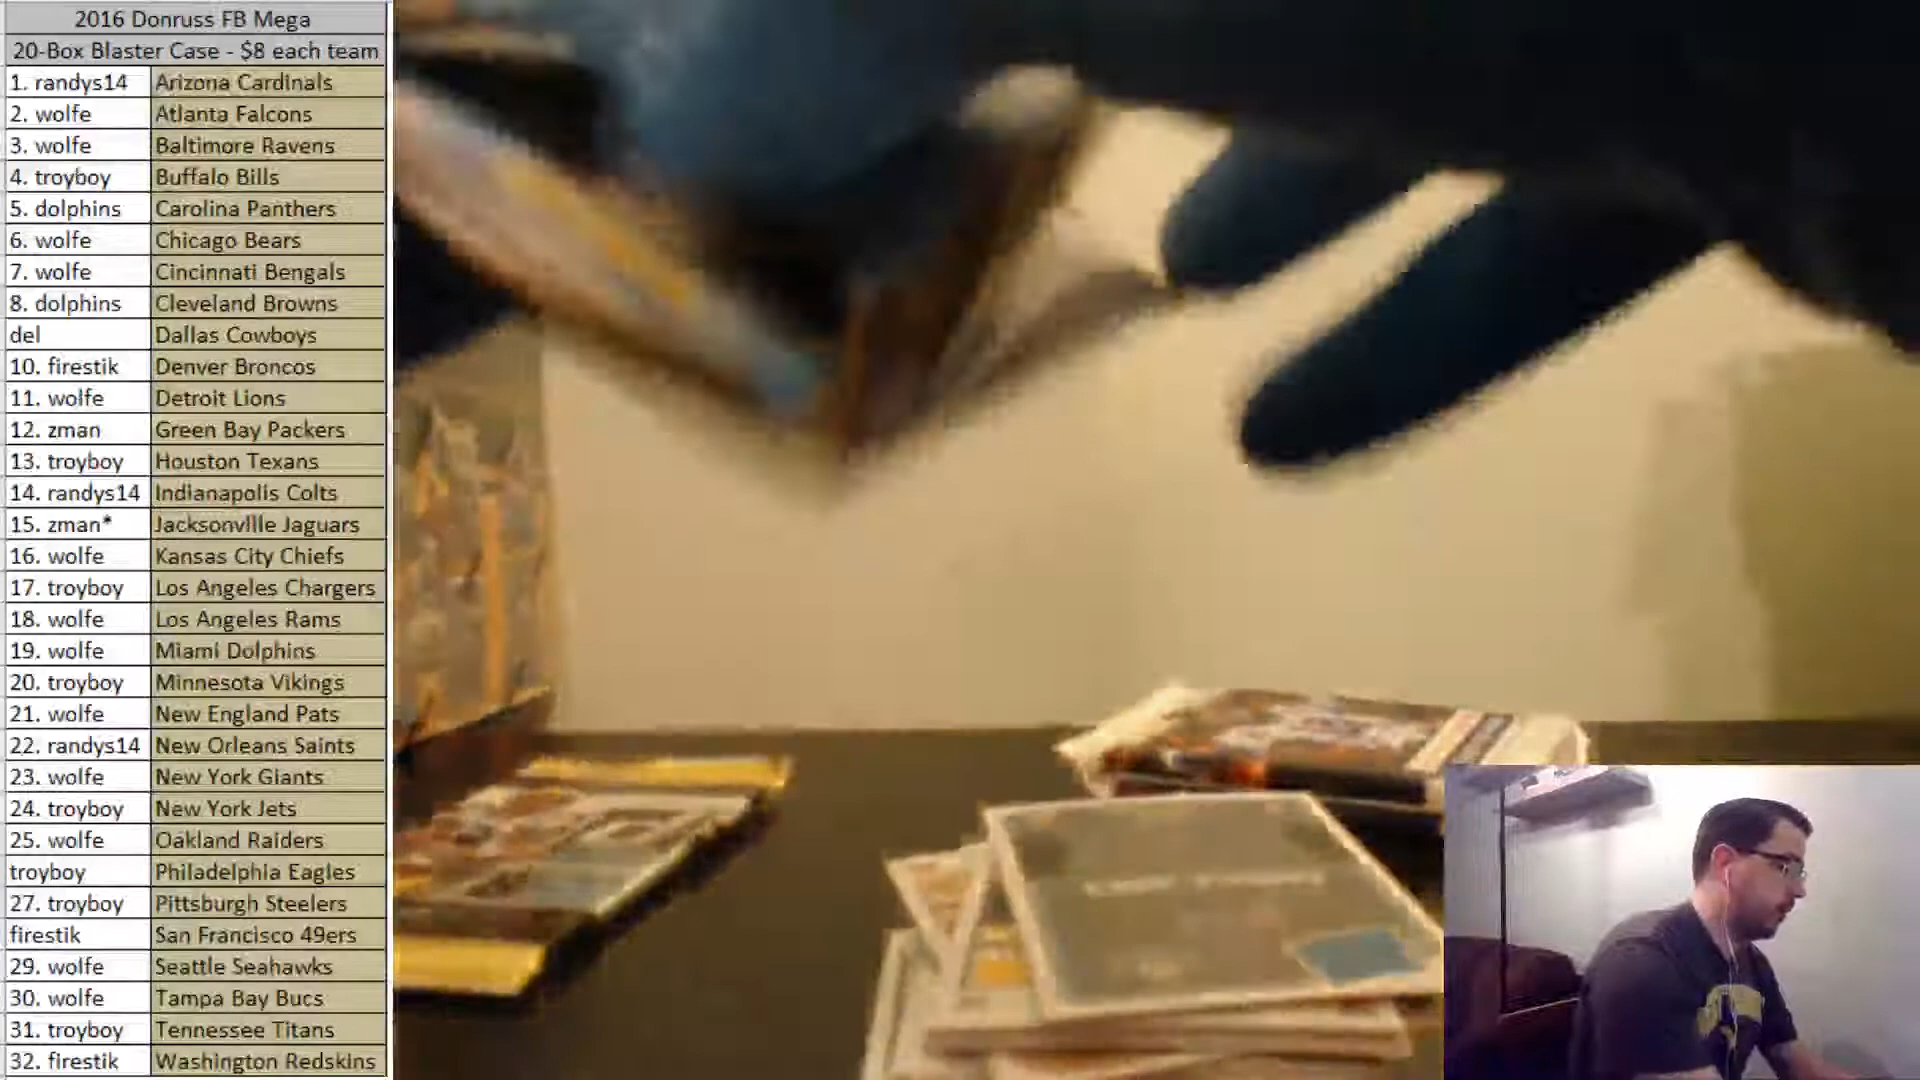 2016 Donruss FB Mega
20-Box Blaster Case - $8 each team
1. randys14 Arizona Cardinals
2. wolfe Atlanta Falcons
3. wolfe Baltimore Ravens
4. troyboy Buffalo Bills
5. dolphins Carolina Panthers
6. wolfe Chicago Bears
7. wolfe Cincinnati Bengals
8. dolphins Cleveland Browns
del Dallas Cowboys
10. firestik Denver Broncos
11. wolfe Detroit Lions
12. zman Green Bay Packers
13. troyboy Houston Texans
14. randys14 Indianapolis Colts
15. zman* Jacksonville Jaguars
16. wolfe Kansas City Chiefs
17. troyboy Los Angeles Chargers
18. wolfe Los Angeles Rams
19. wolfe Miami Dolphins
20. troyboy Minnesota Vikings
21. wolfe New England Pats
22. randys14 New Orleans Saints
23. wolfe New York Giants
24. troyboy New York Jets
25. wolfe Oakland Raiders
troyboy Philadelphia Eagles
27. troyboy Pittsburgh Steelers
firestik San Francisco 49ers
29. wolfe Seattle Seahawks
30. wolfe Tampa Bay Bucs
31. troyboy Tennessee Titans
32. firestik Washington Redskins